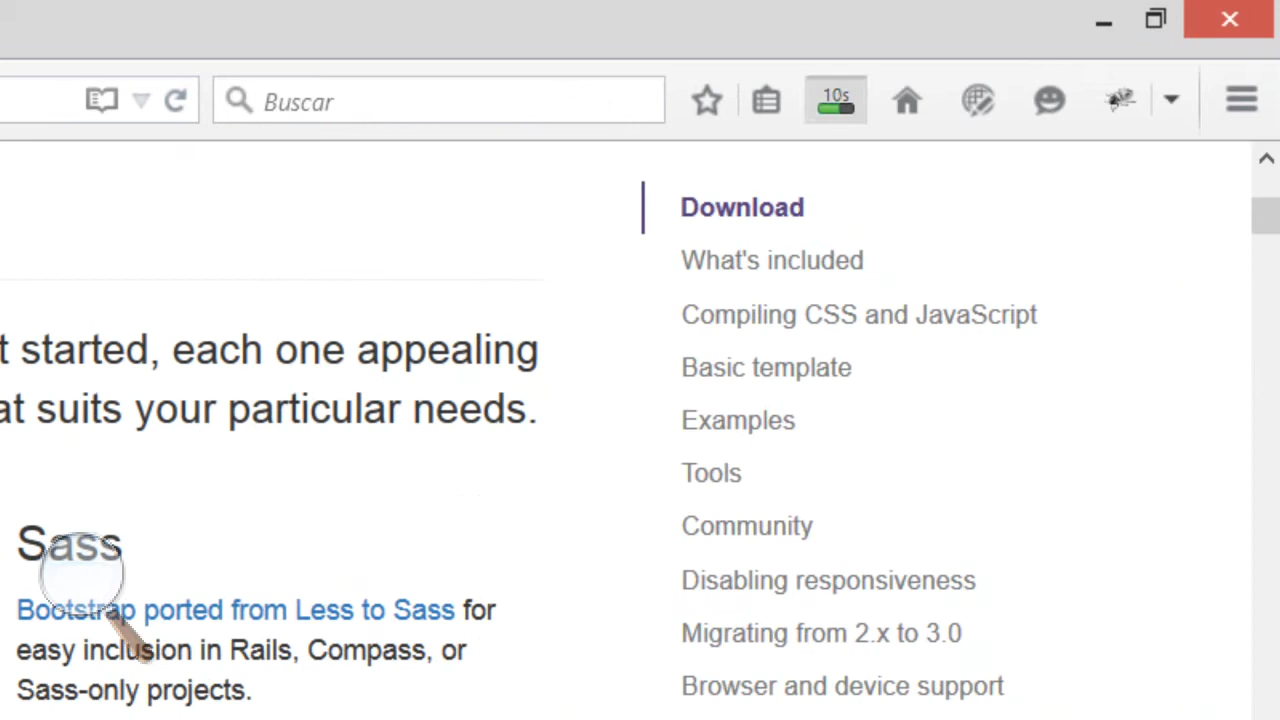 Buscar
10s
t started, each one appealing
at suits your particular needs.
Sass
Bootstrap ported from Less to Sass for
easy inclusion in Rails, Compass, or
Sass-only projects.
Download
What's included
Compiling CSS and JavaScript
Basic template
Examples
Tools
Community
Disabling responsiveness
Migrating from 2.x to 3.0
Browser and device support